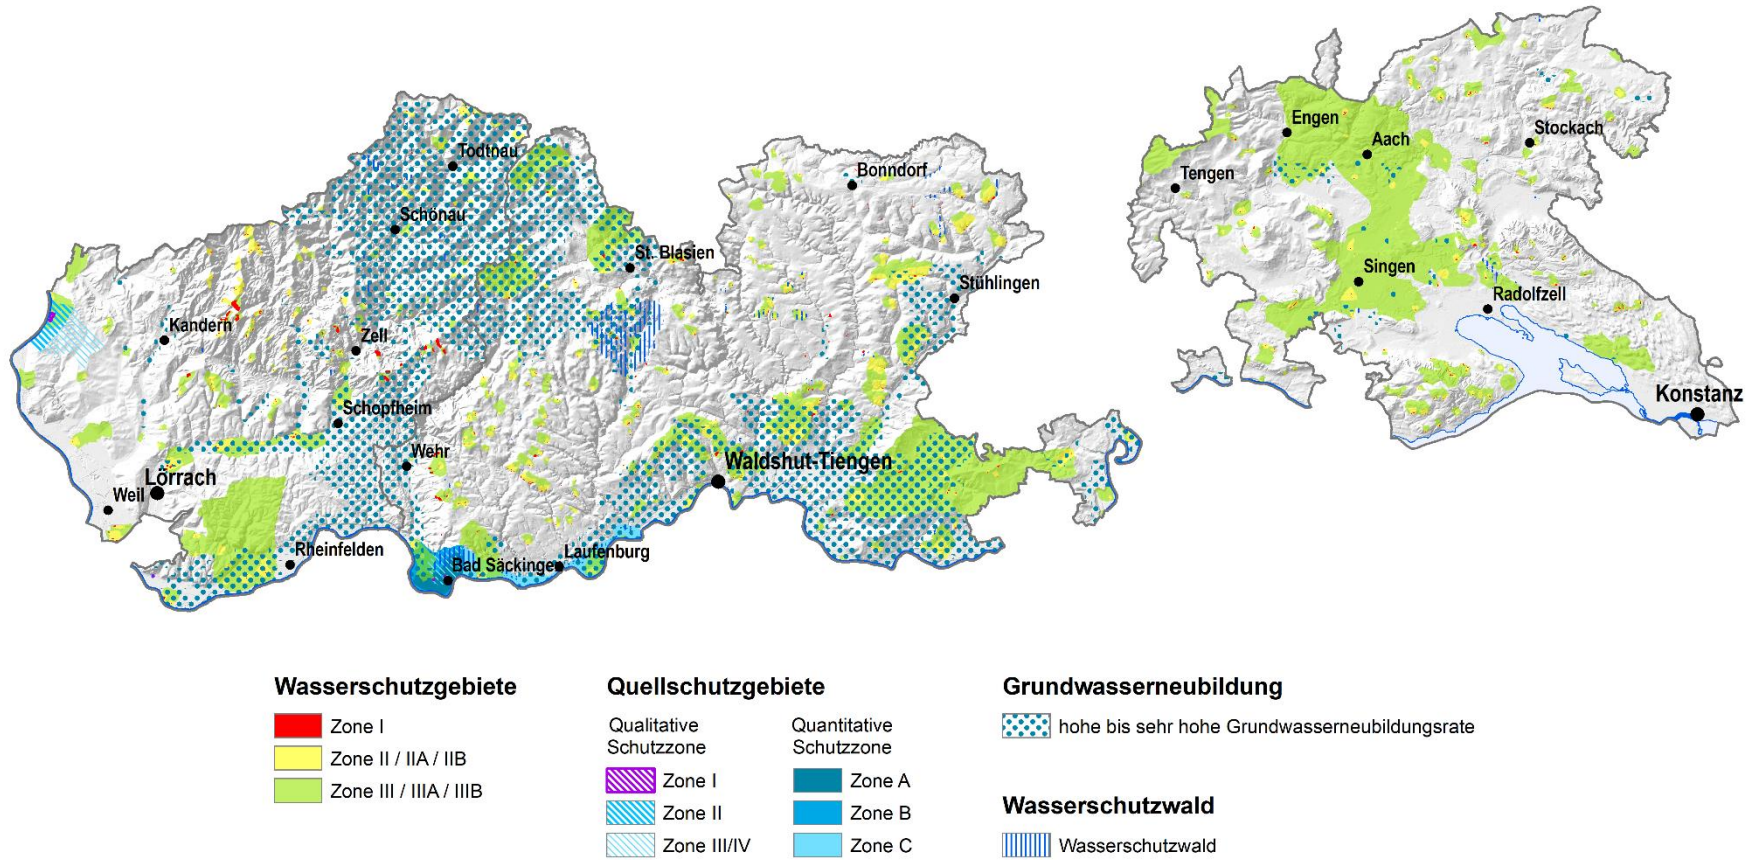 Engen
Aach
Stockach
Tengen
Todtnau
Bonndorf
Schönau
St. Blasien
Singen
Stühlingen
Radolfzell
Kandern
Zell
Konstanz
Schopfheim
Wehr
Waldshut-Tiengen
Lörrach
Weil
Rheinfelden
Laufenburg
Bad Säckingen
Wasserschutzgebiete
Zone I
Zone II / IIA / IIB
Zone III / IIIA / IIIB
Quellschutzgebiete
Qualitative
Schutzzone
Zone I
Zone II
Zone III/IV
Quantitative
Schutzzone
Zone A
Zone B
Zone C
Grundwasserneubildung
hohe bis sehr hohe Grundwasserneubildungsrate
Wasserschutzwald
Wasserschutzwald